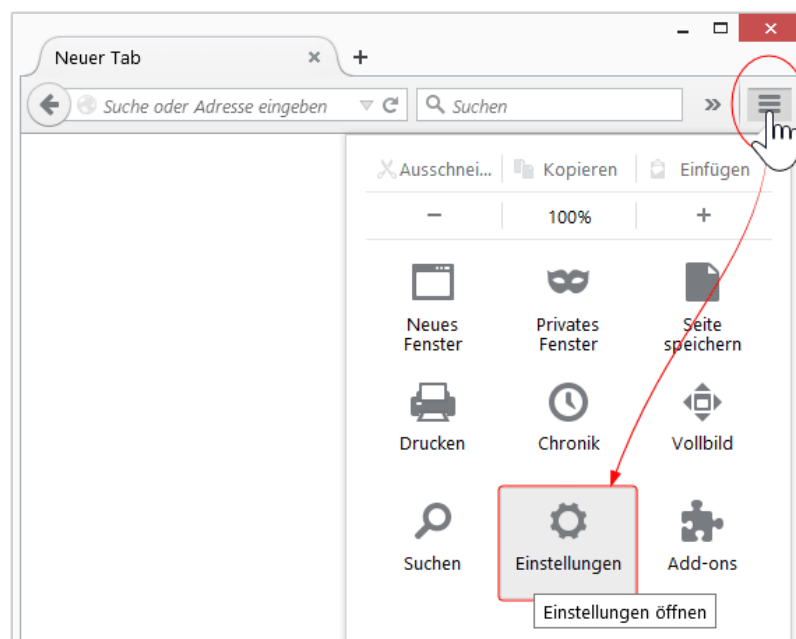 Neuer Tab
Suche oder Adresse eingeben
Suchen
Ausschnei...
Kopieren
Einfügen
100%
Neues
Fenster
Privates
Fenster
Seite
speichern
Drucken
Chronik
Vollbild
Suchen
Einstellungen
Add-ons
Einstellungen öffnen